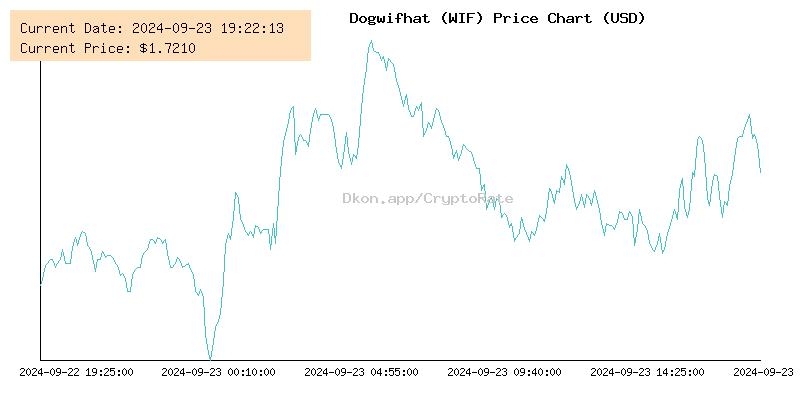 Dogwifhat (WIF) Price Chart (USD)
Current Date: 2024-09-23 19:22:13
Current Price: $1.7210
Dkon.app/CryptoRate
2024-09-22 19:25:00 2024-09-23 00:10:00 2024-09-23 04:55:00 2024-09-23 09:40:00 2024-09-23 14:25:00 2024-09-23